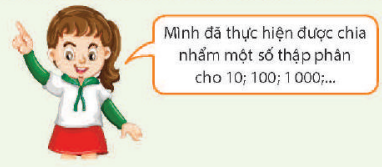 Mình đã thực hiện được chia
nhẩm một số thập phân
cho 10; 100; 1 000;...